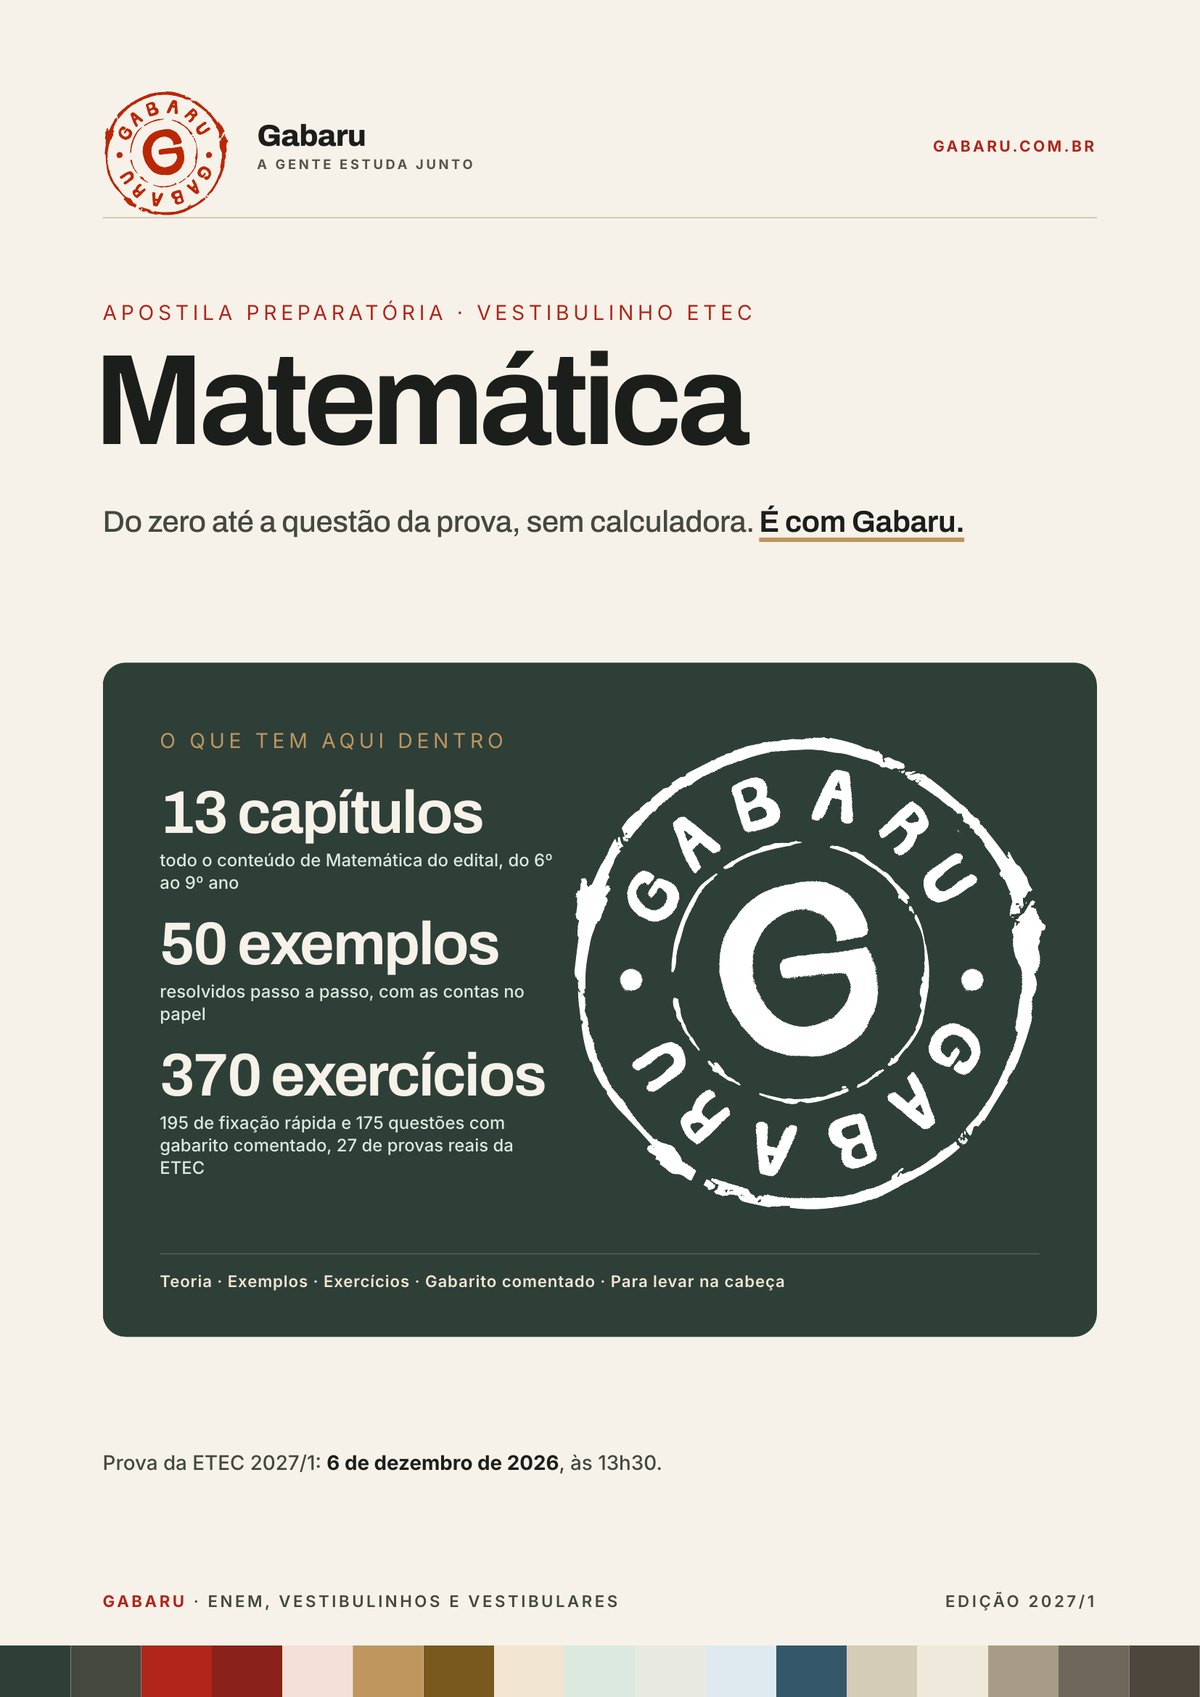 GABARU
G
GABARU
Gabaru
A GENTE ESTUDA JUNTO
GABARU.COM.BR
APOSTILA PREPARATÓRIA · VESTIBULINHO ETEC
Matemática
Do zero até a questão da prova, sem calculadora. É com Gabaru.
O QUE TEM AQUI DENTRO
13 capítulos
todo o conteúdo de Matemática do edital, do 6º
ao 9º ano
50 exemplos
resolvidos passo a passo, com as contas no
papel
370 exercícios
195 de fixação rápida e 175 questões com
gabarito comentado, 27 de provas reais da
ETEC
GABARU
G
GABARU
Teoria · Exemplos · Exercícios · Gabarito comentado · Para levar na cabeça
Prova da ETEC 2027/1: 6 de dezembro de 2026, às 13h30.
GABARU · ENEM, VESTIBULINHOS E VESTIBULARES
EDIÇÃO 2027/1